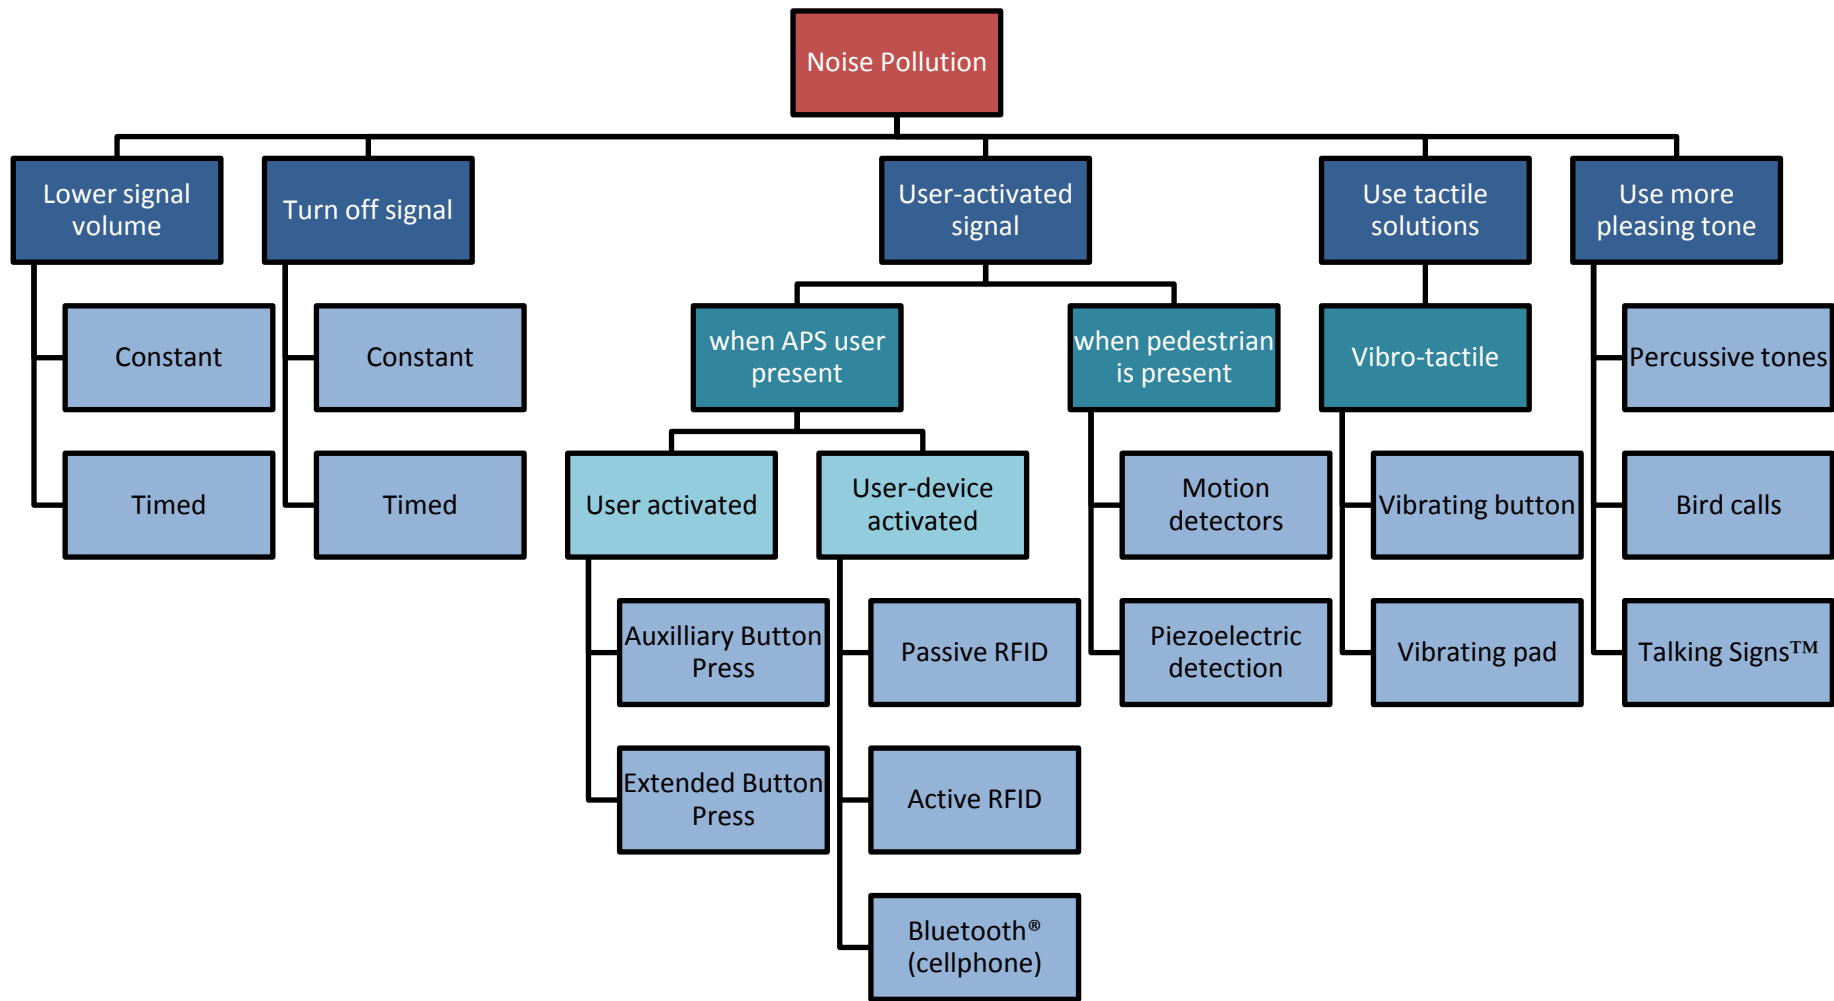 Noise Pollution
Lower signal
volume
Turn off signal
User-activated
signal
Use tactile
solutions
Use more
pleasing tone
Constant
Constant
when APS user
present
when pedestrian
is present
Vibro-tactile
Percussive tones
Timed
Timed
User activated
User-device
activated
Motion
detectors
Vibrating button
Bird calls
Auxilliary Button
Press
Passive RFID
Piezoelectric
detection
Vibrating pad
Talking Signs™
Extended Button
Press
Active RFID
Bluetooth®
(cellphone)